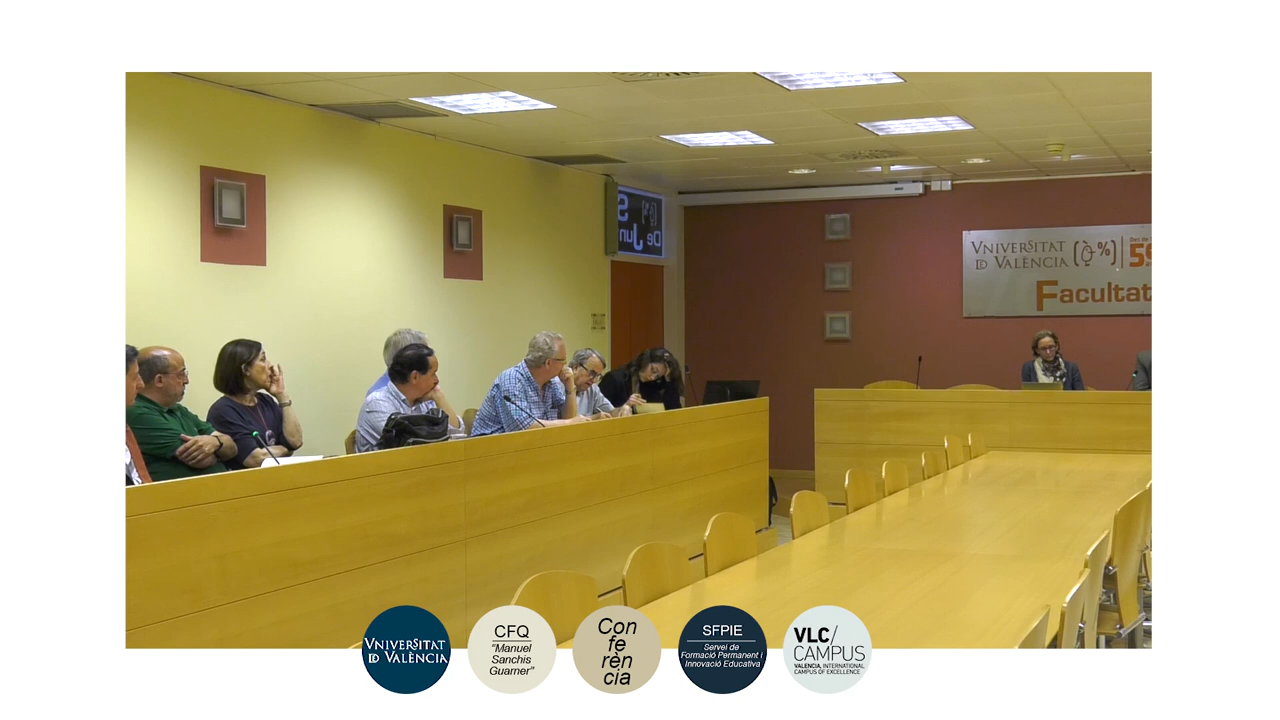 VNIVERSITAT
ID VALÈNCIA
(Ò%)
Facultat
VNIVERSITAT
ID VALÈNCIA
CFQ
"Manuel
Sanchis
Guarner"
Con
fe
rèn
cia
SFPIE
Servei de
Formació Permanent i
Innovació Educativa
VLC/
CAMPUS
VALENCIA, INTERNATIONAL
CAMPUS OF EXCELLENCE